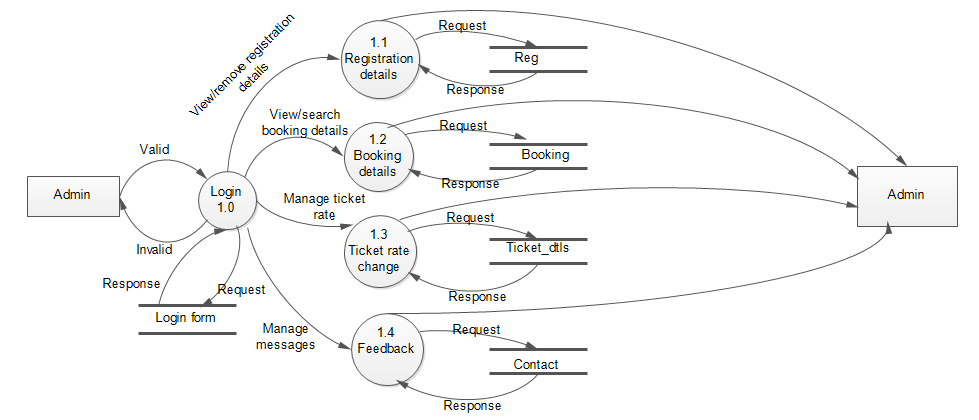 View/remove registration
details
1.1
Registration
details
Request
Reg
Response
View/search
booking details
1.2
Booking
details
Request
Booking
Response
Admin
Valid
Invalid
Login
1.0
Manage ticket
rate
1.3
Ticket rate
change
Request
Ticket_dtls
Response
Admin
Response
Request
Login form
Manage
messages
1.4
Feedback
Request
Contact
Response